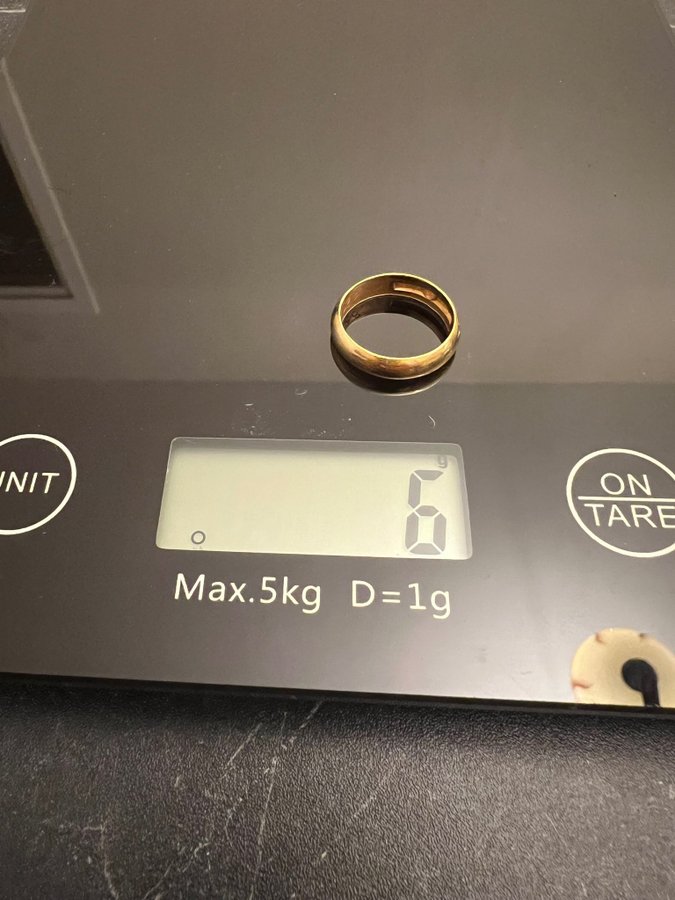 g
6
UNIT
ON
TARE
Max.5kg D=1g